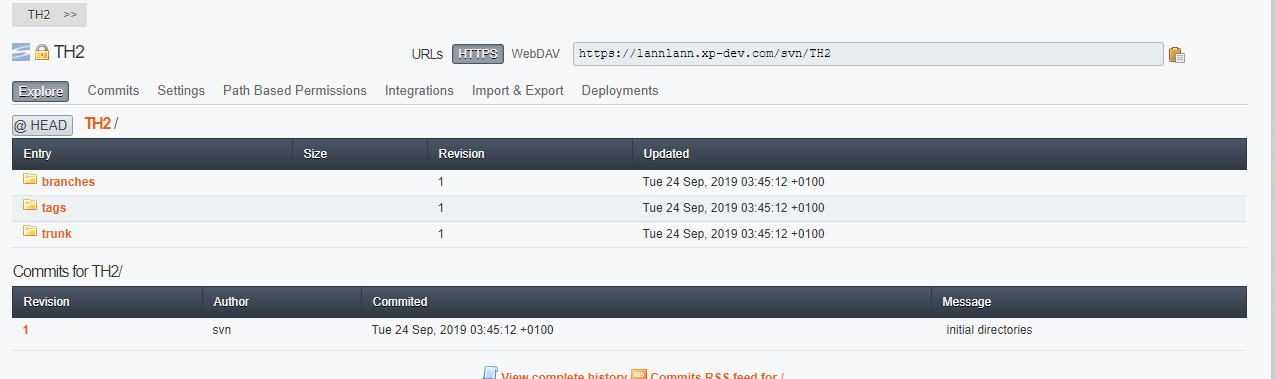 TH2 >>
TH2 URLs HTTPS WebDAV https://lannlann.xp-dev.com/svn/TH2
Explore Commits Settings Path Based Permissions Integrations Import & Export Deployments
@ HEAD TH2 /
Entry Size Revision Updated
branches 1 Tue 24 Sep, 2019 03:45:12 +0100
tags 1 Tue 24 Sep, 2019 03:45:12 +0100
trunk 1 Tue 24 Sep, 2019 03:45:12 +0100
Commits for TH2/
Revision Author Commited Message
1 svn Tue 24 Sep, 2019 03:45:12 +0100 initial directories
View complete history RSS Commits RSS feed for /